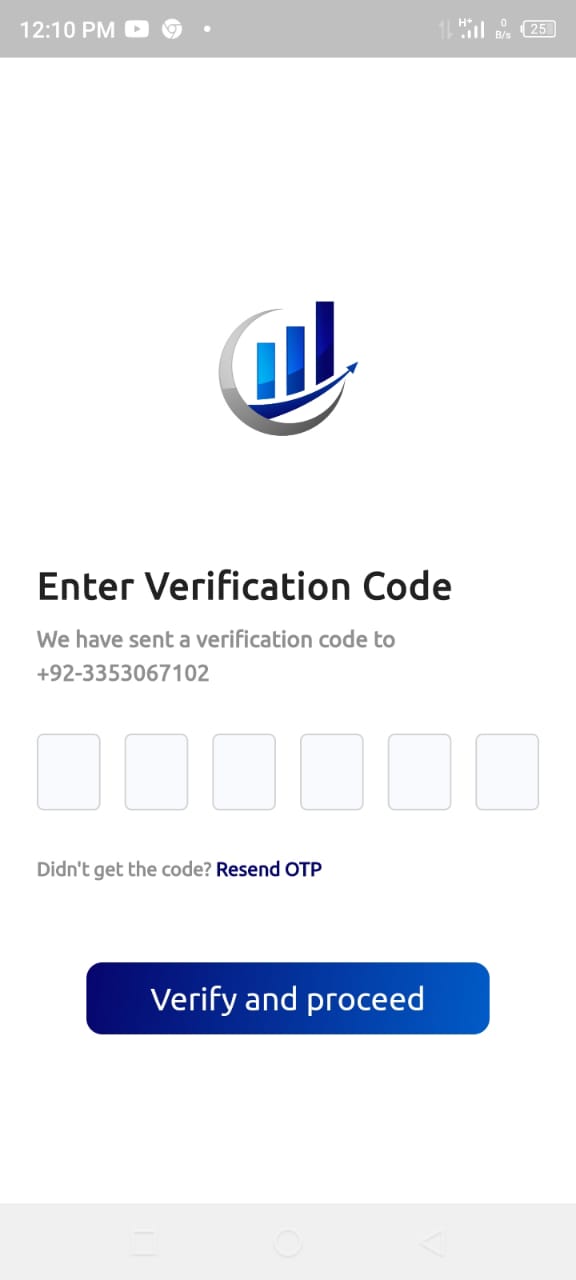 12:10 PM
H+
0
B/s
25
Enter Verification Code
We have sent a verification code to
+92-3353067102
Didn't get the code? Resend OTP
Verify and proceed